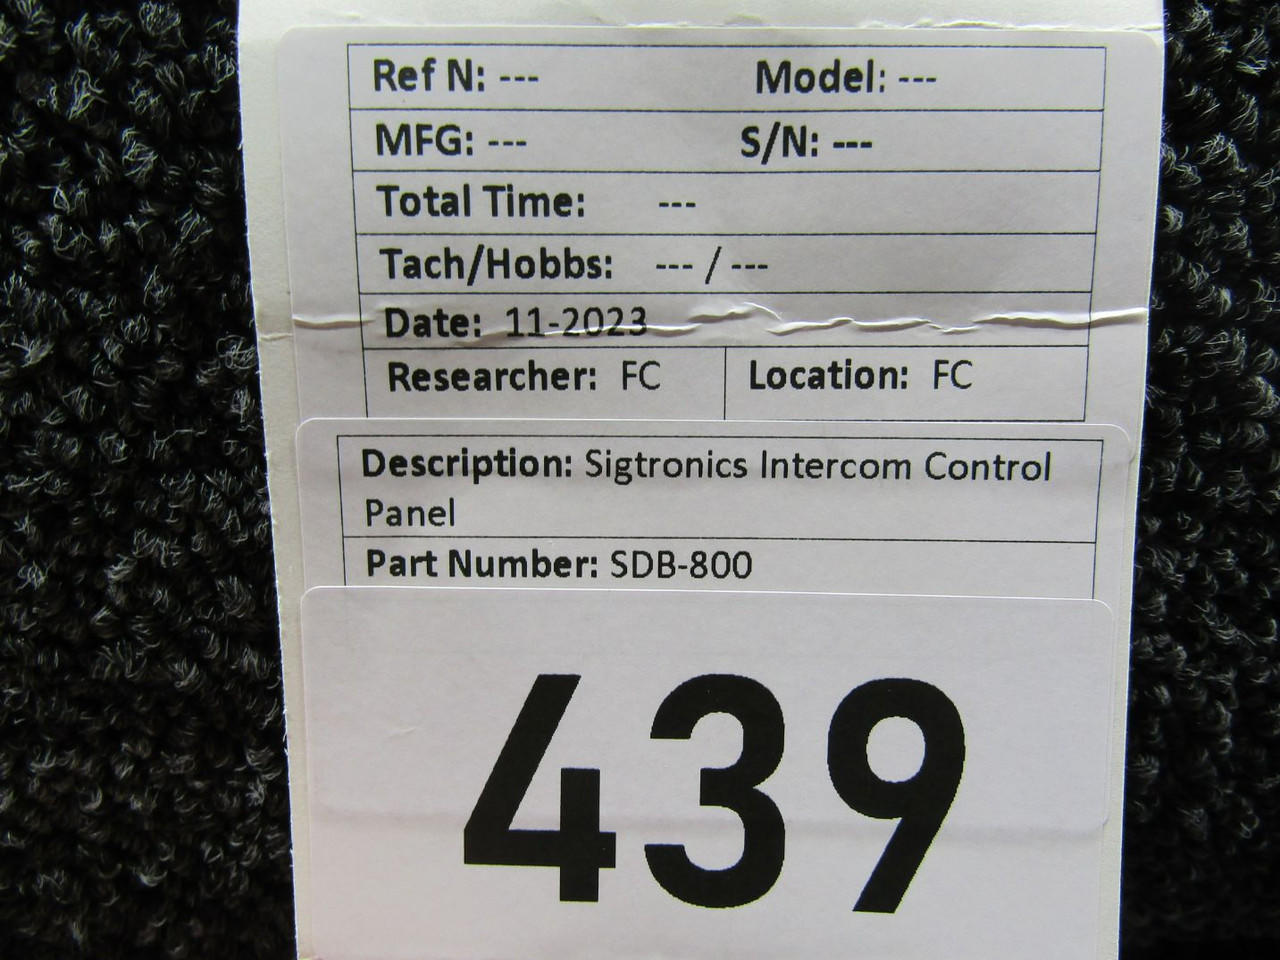 Ref N: --- Model: ---
MFG: --- S/N: ---
Total Time: ---
Tach/Hobbs: --- / ---
Date: 11-2023
Researcher: FC Location: FC
Description: Sigtronics Intercom Control
Panel
Part Number: SDB-800
439